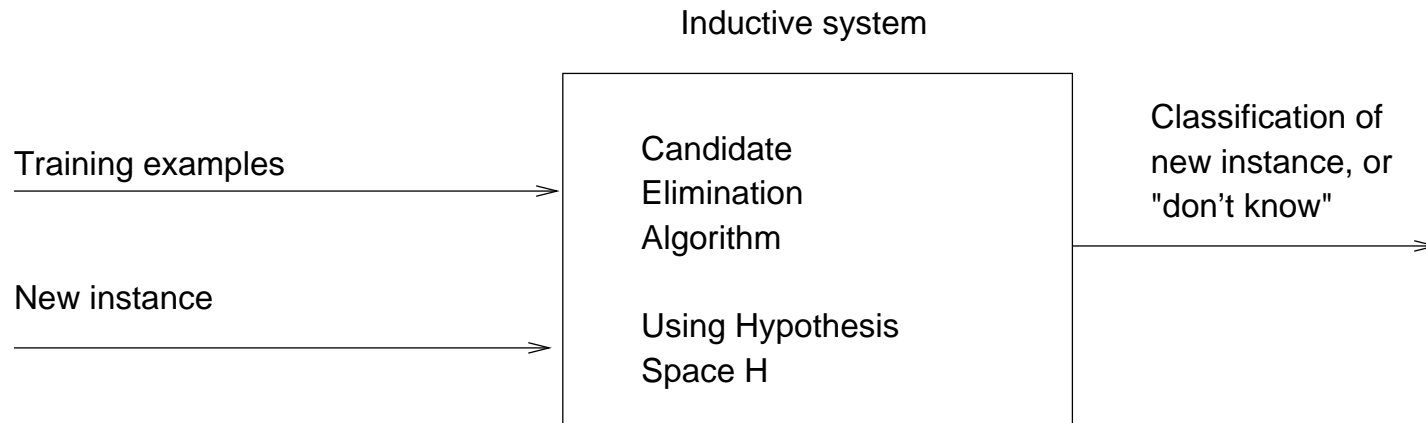 Inductive system
Training examples
New instance
Candidate
Elimination
Algorithm
Using Hypothesis
Space H
Classification of
new instance, or
"don’t know"